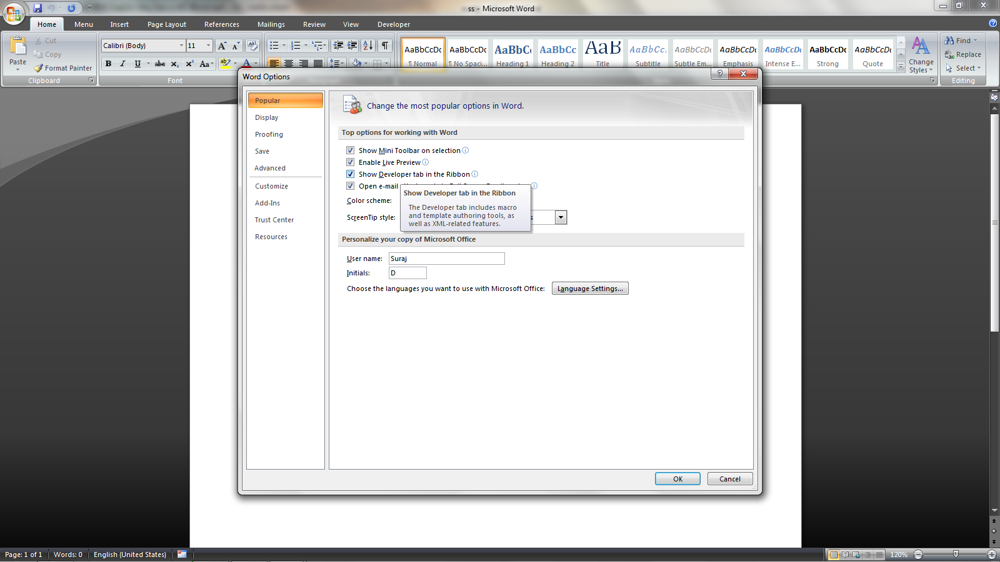 ss - Microsoft Word
Home Menu Insert Page Layout References Mailings Review View Developer
Paste
Cut
Copy
Format Painter
Clipboard
Calibri (Body) 11
B I U abc x₂ x² Aa
Font
AaBbCcDc AaBbCcDc AaBbCc AaBbCc AaB AaBbCc. AaBbCcDc AaBbCcDc AaBbCcDc AaBbCcDc AaBbCcDc
¶ Normal ¶ No Spaci... Heading 1 Heading 2 Title Subtitle Subtle Em... Emphasis Intense E... Strong Quote
Change
Styles
Find
Replace
Select
Editing
Word Options
Popular
Display
Proofing
Save
Advanced
Customize
Add-Ins
Trust Center
Resources
Change the most popular options in Word.
Top options for working with Word
Show Mini Toolbar on selection
Enable Live Preview
Show Developer tab in the Ribbon
Open e-mail
Color scheme:
ScreenTip style:
Show Developer tab in the Ribbon
The Developer tab includes macro
and template authoring tools, as
well as XML-related features.
Personalize your copy of Microsoft Office
User name: Suraj
Initials: D
Choose the languages you want to use with Microsoft Office: Language Settings...
OK Cancel
Page: 1 of 1 Words: 0 English (United States) 120%